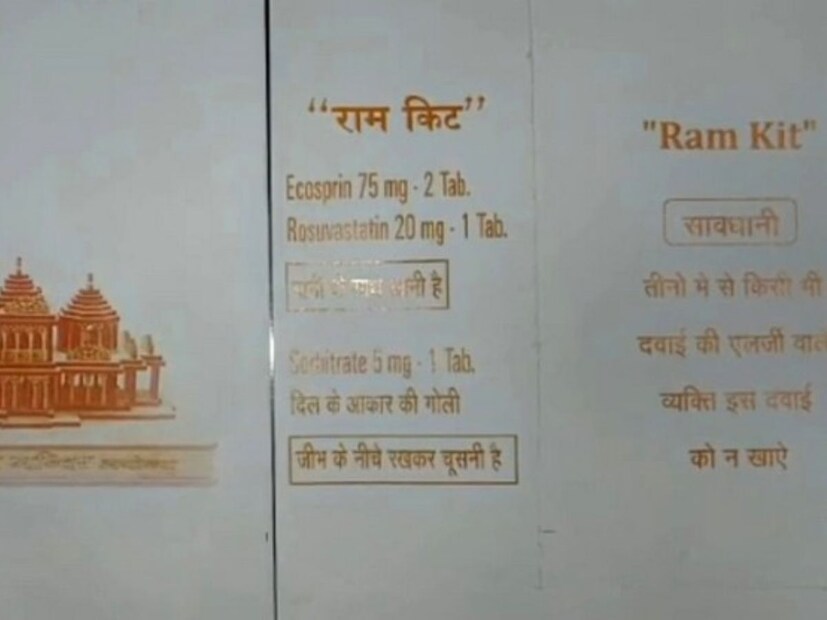 “राम किट”
Ecosprin 75 mg - 2 Tab.
Rosuvastatin 20 mg - 1 Tab.
पानी के साथ खानी है
Sorbitrate 5 mg - 1 Tab.
दिल के आकार की गोली
जीभ के नीचे रखकर चूसनी है
"Ram Kit"
सावधानी
तीनो मे से किसी भी
दवाई की एलर्जी वाले
व्यक्ति इस दवाई
को न खाऐ